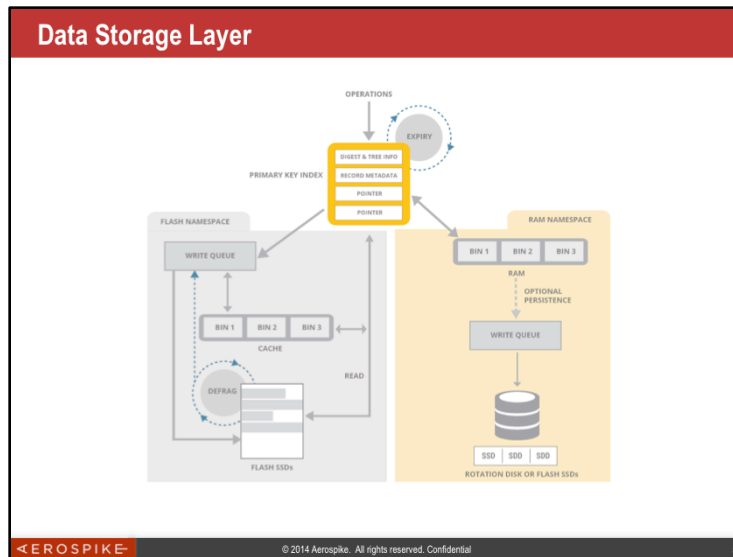 Data Storage Layer
OPERATIONS
EXPIRY
DIGEST & TREE INFO
PRIMARY KEY INDEX
RECORD METADATA
POINTER
POINTER
FLASH NAMESPACE
WRITE QUEUE
BIN 1 BIN 2 BIN 3
CACHE
READ
DEFRAG
FLASH SSDs
RAM NAMESPACE
BIN 1 BIN 2 BIN 3
RAM
OPTIONAL
PERSISTENCE
WRITE QUEUE
SSD SDD SDD
ROTATION DISK OR FLASH SSDs
AEROSPIKE
© 2014 Aerospike. All rights reserved. Confidential